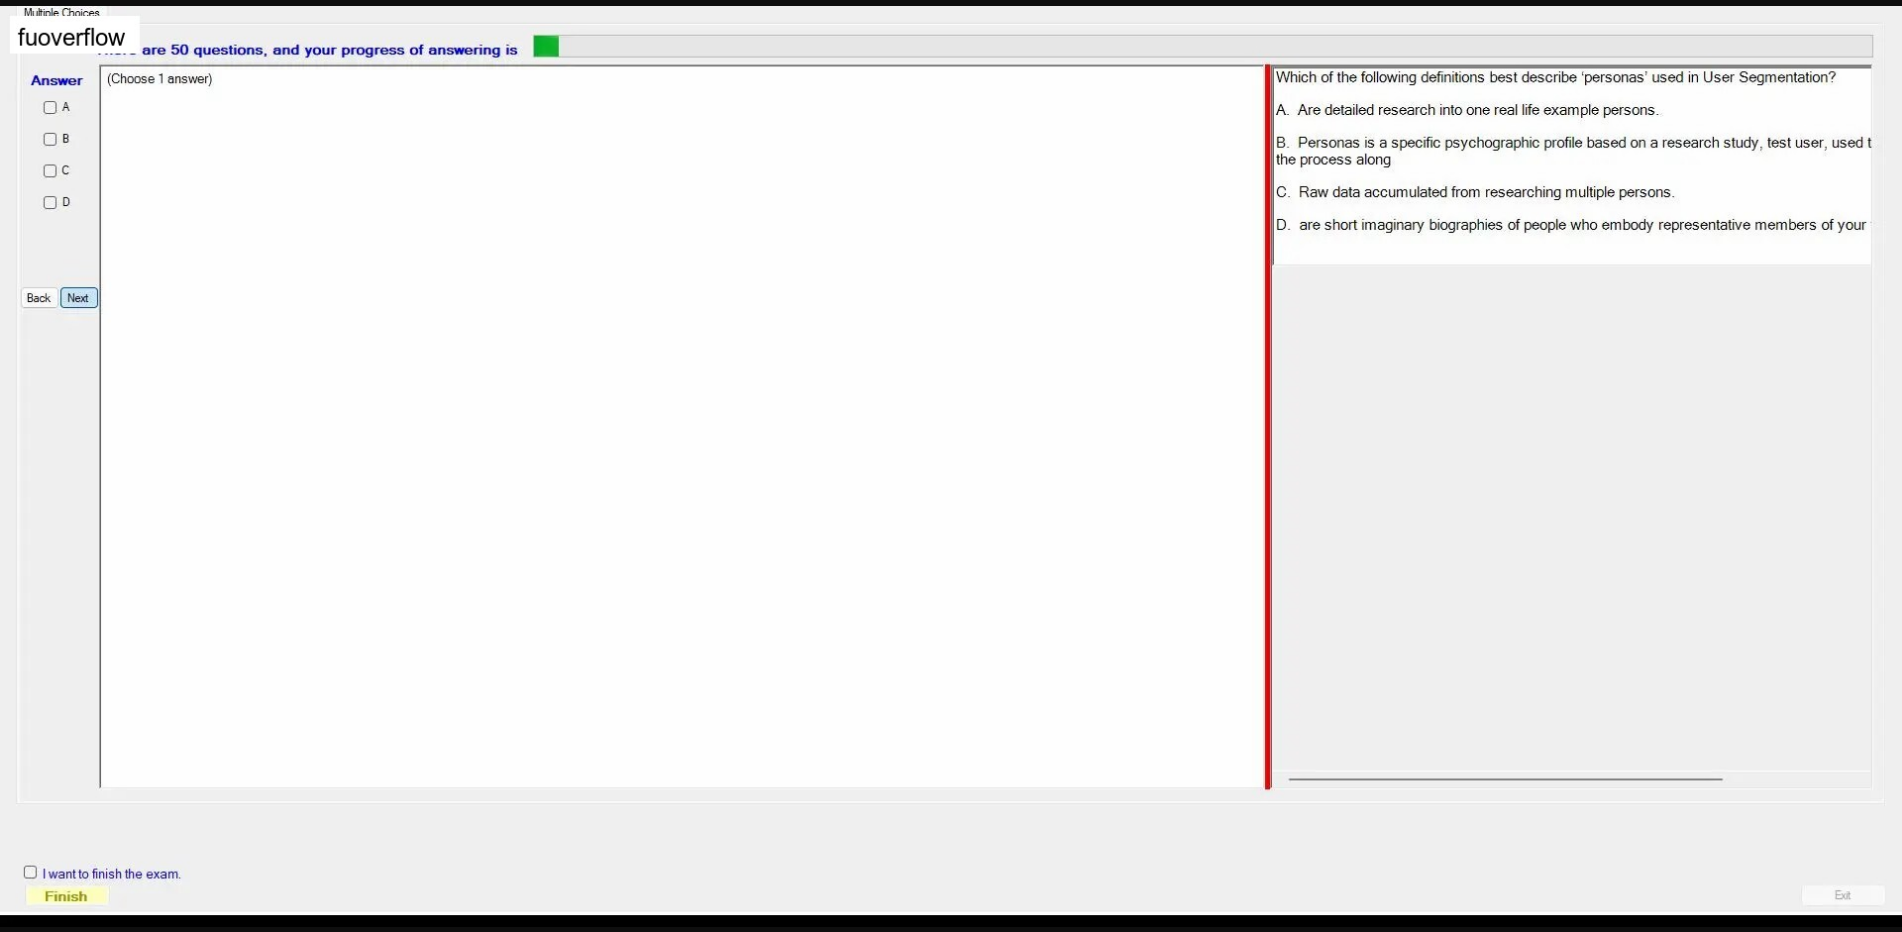 Multiple Choices
fuoverflow
are 50 questions, and your progress of answering is
Answer
(Choose 1 answer)
A
B
C
D
Back Next
Which of the following definitions best describe 'personas' used in User Segmentation?
A. Are detailed research into one real life example persons.
B. Personas is a specific psychographic profile based on a research study, test user, used t
the process along
C. Raw data accumulated from researching multiple persons.
D. are short imaginary biographies of people who embody representative members of your
I want to finish the exam.
Finish
Exit